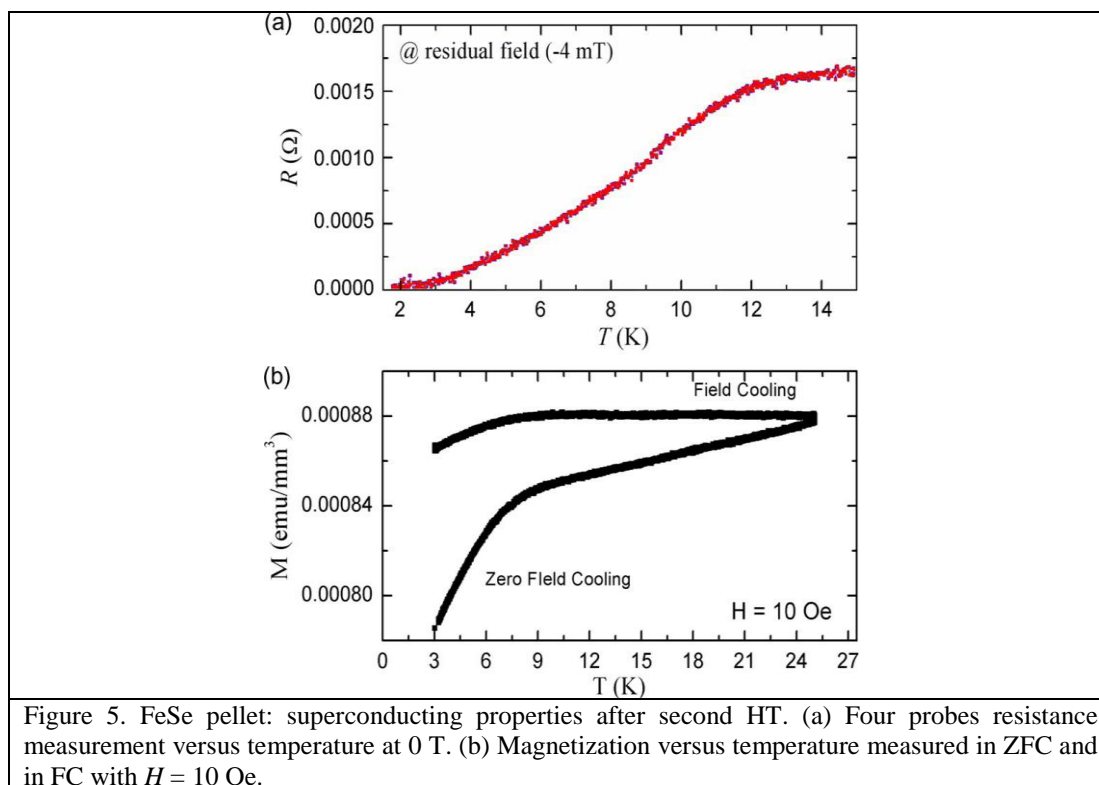 (a)
0.0020
0.0015
0.0010
0.0005
0.0000
R (Ω)
@ residual field (-4 mT)
2 4 6 8 10 12 14
T (K)
(b)
0.00088
0.00084
0.00080
M (emu/mm³)
Field Cooling
Zero FIeld Cooling
H = 10 Oe
0 3 6 9 12 15 18 21 24 27
T (K)
Figure 5. FeSe pellet: superconducting properties after second HT. (a) Four probes resistance
measurement versus temperature at 0 T. (b) Magnetization versus temperature measured in ZFC and
in FC with H = 10 Oe.